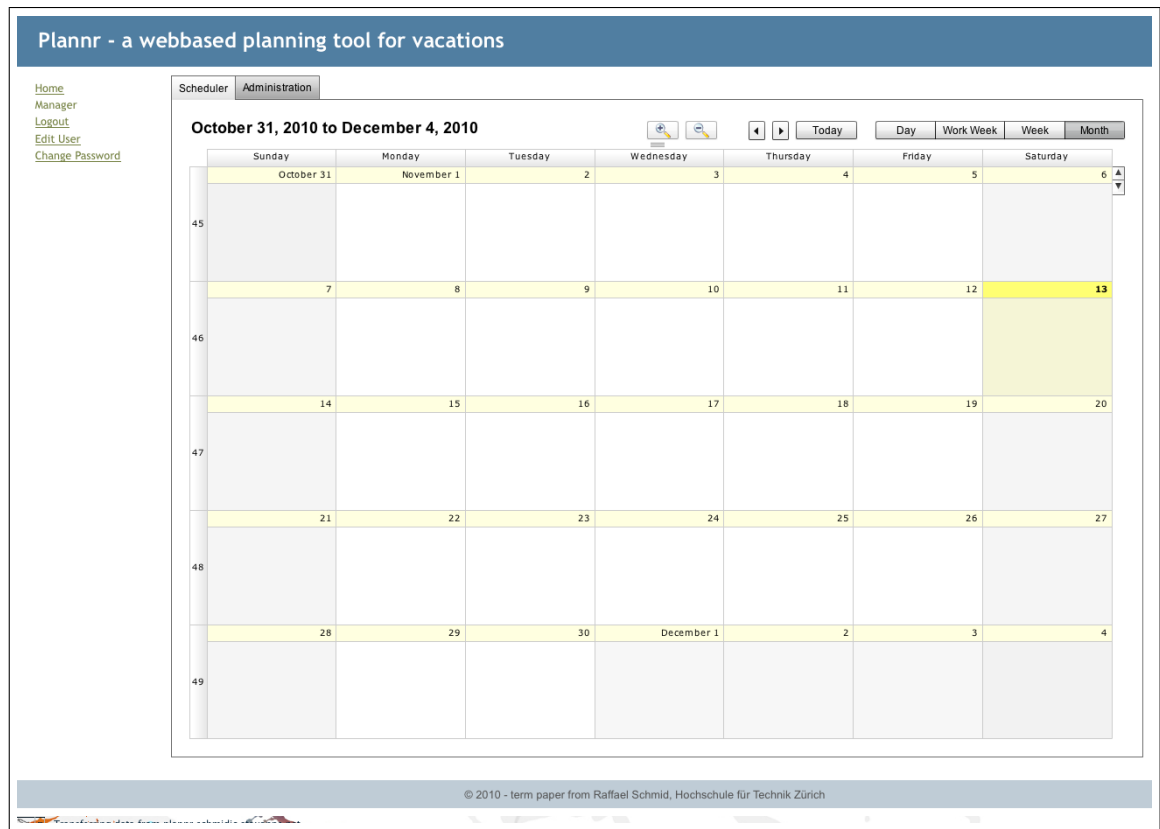 Plannr - a webbased planning tool for vacations
Home
Manager
Logout
Edit User
Change Password
Scheduler Administration
October 31, 2010 to December 4, 2010
Today Day Work Week Week Month
Sunday Monday Tuesday Wednesday Thursday Friday Saturday
October 31 November 1 2 3 4 5 6
45
7 8 9 10 11 12 13
46
14 15 16 17 18 19 20
47
21 22 23 24 25 26 27
48
28 29 30 December 1 2 3 4
49
© 2010 - term paper from Raffael Schmid, Hochschule für Technik Zürich
Transferring data from